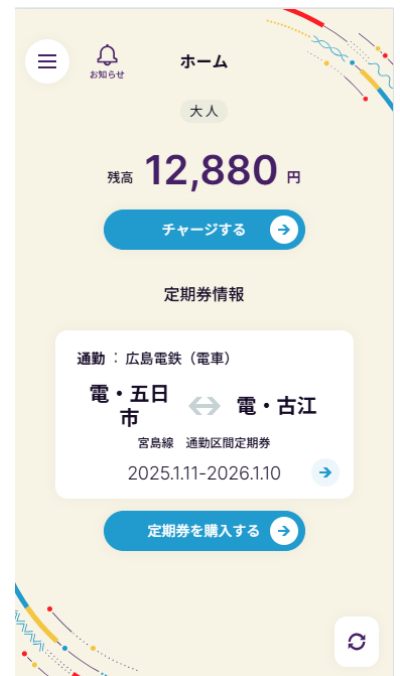 お知らせ
ホーム
大人
残高 12,880 円
チャージする
定期券情報
通勤：広島電鉄（電車）
電・五日
市
電・古江
宮島線　通勤区間定期券
2025.1.11-2026.1.10
定期券を購入する